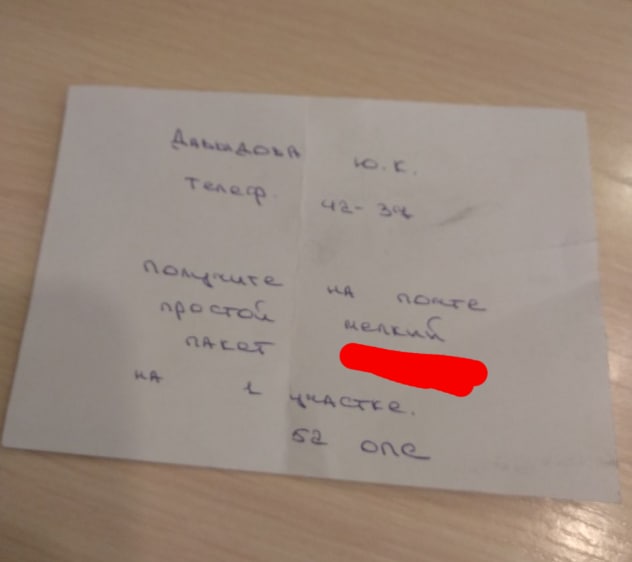 Давыдова Ю.К.
Телеф. 42-34
Получите на почте
простой мелкий
пакет
на 1 участке.
52 ОПС